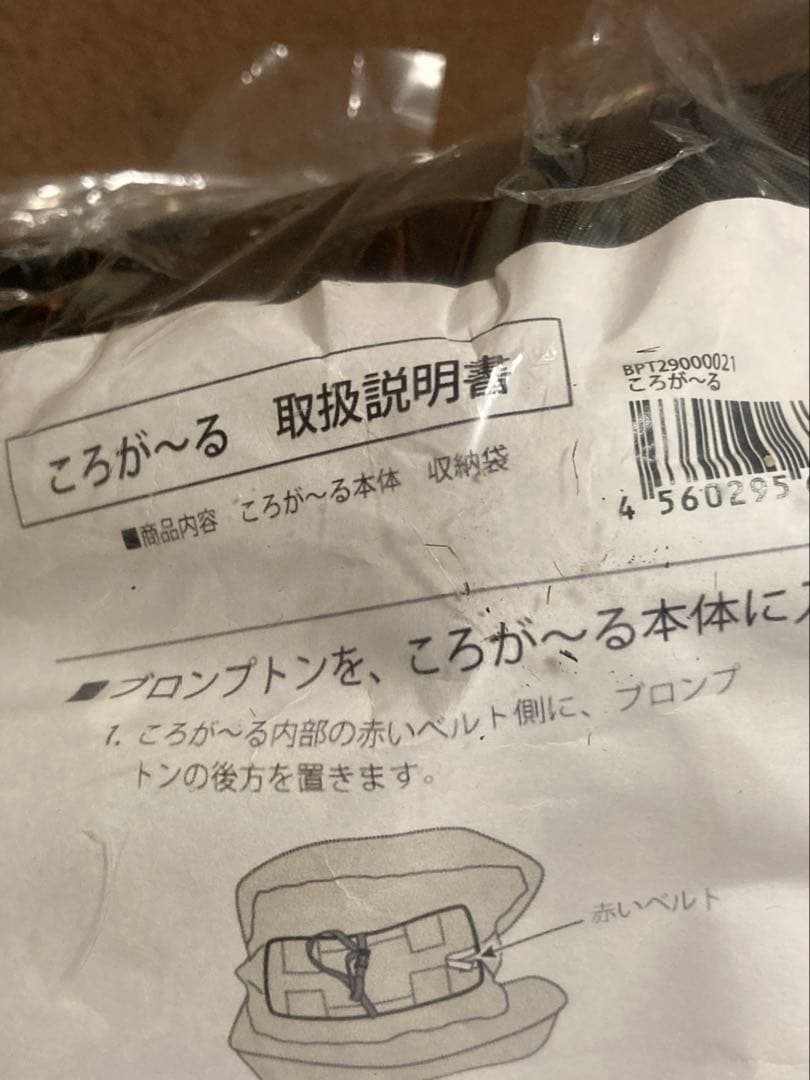 BPT29000021
ころが〜る
4 560295
ころが〜る 取扱説明書
■商品内容 ころが〜る本体 収納袋
■ブロンプトンを、ころが〜る本体に
1. ころが〜る内部の赤いベルト側に、ブロンプ
トンの後方を置きます。
赤いベルト